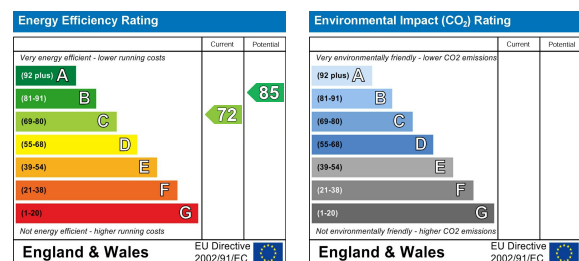 Energy Efficiency Rating
Current Potential
Very energy efficient - lower running costs
(92 plus) A
(81-91) B
(69-80) C
(55-68) D
(39-54) E
(21-38) F
(1-20) G
72
85
Not energy efficient - higher running costs
England & Wales
EU Directive
2002/91/EC
Environmental Impact (CO2) Rating
Current Potential
Very environmentally friendly - lower CO2 emissions
(92 plus) A
(81-91) B
(69-80) C
(55-68) D
(39-54) E
(21-38) F
(1-20) G
Not environmentally friendly - higher CO2 emissions
England & Wales
EU Directive
2002/91/EC